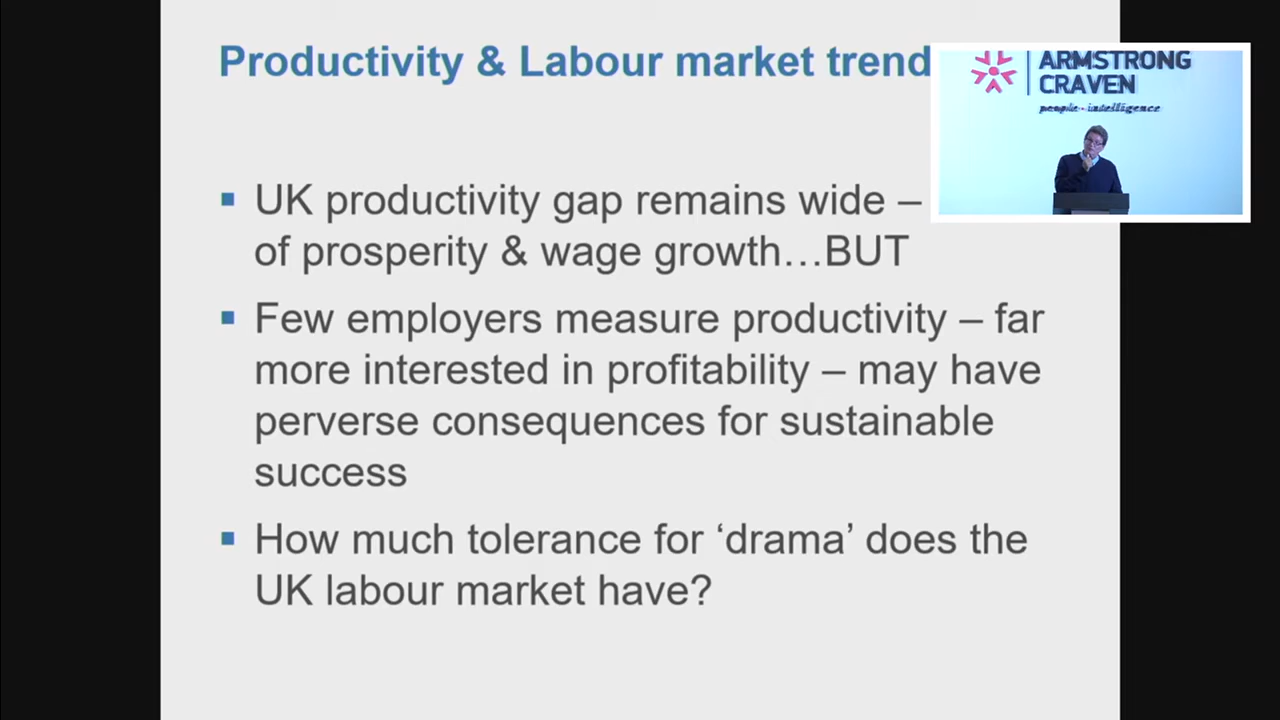 Productivity & Labour market trend
ARMSTRONG
CRAVEN
people · intelligence
▪ UK productivity gap remains wide –
of prosperity & wage growth…BUT
▪ Few employers measure productivity – far
more interested in profitability – may have
perverse consequences for sustainable
success
▪ How much tolerance for ‘drama’ does the
UK labour market have?